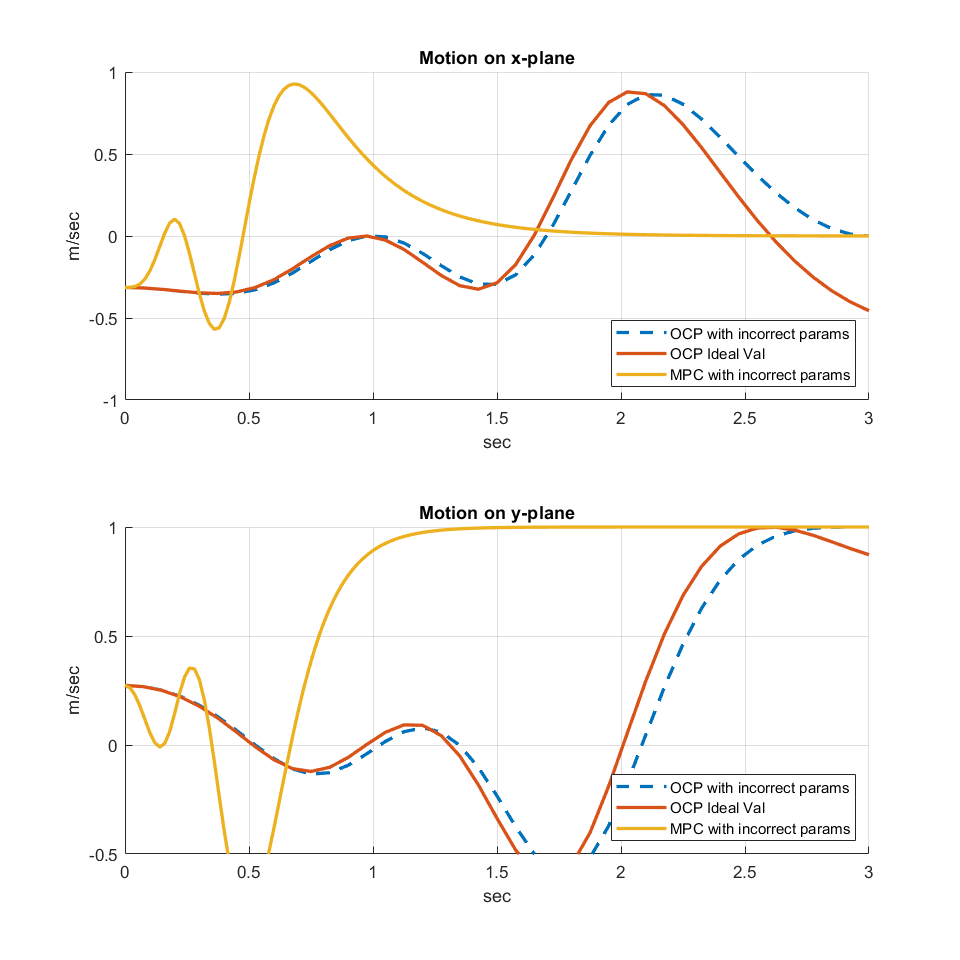 Motion on x-plane
1
0.5
0
-0.5
-1
m/sec
OCP with incorrect params
OCP Ideal Val
MPC with incorrect params
0 0.5 1 1.5 2 2.5 3
sec
Motion on y-plane
1
0.5
0
-0.5
m/sec
OCP with incorrect params
OCP Ideal Val
MPC with incorrect params
0 0.5 1 1.5 2 2.5 3
sec